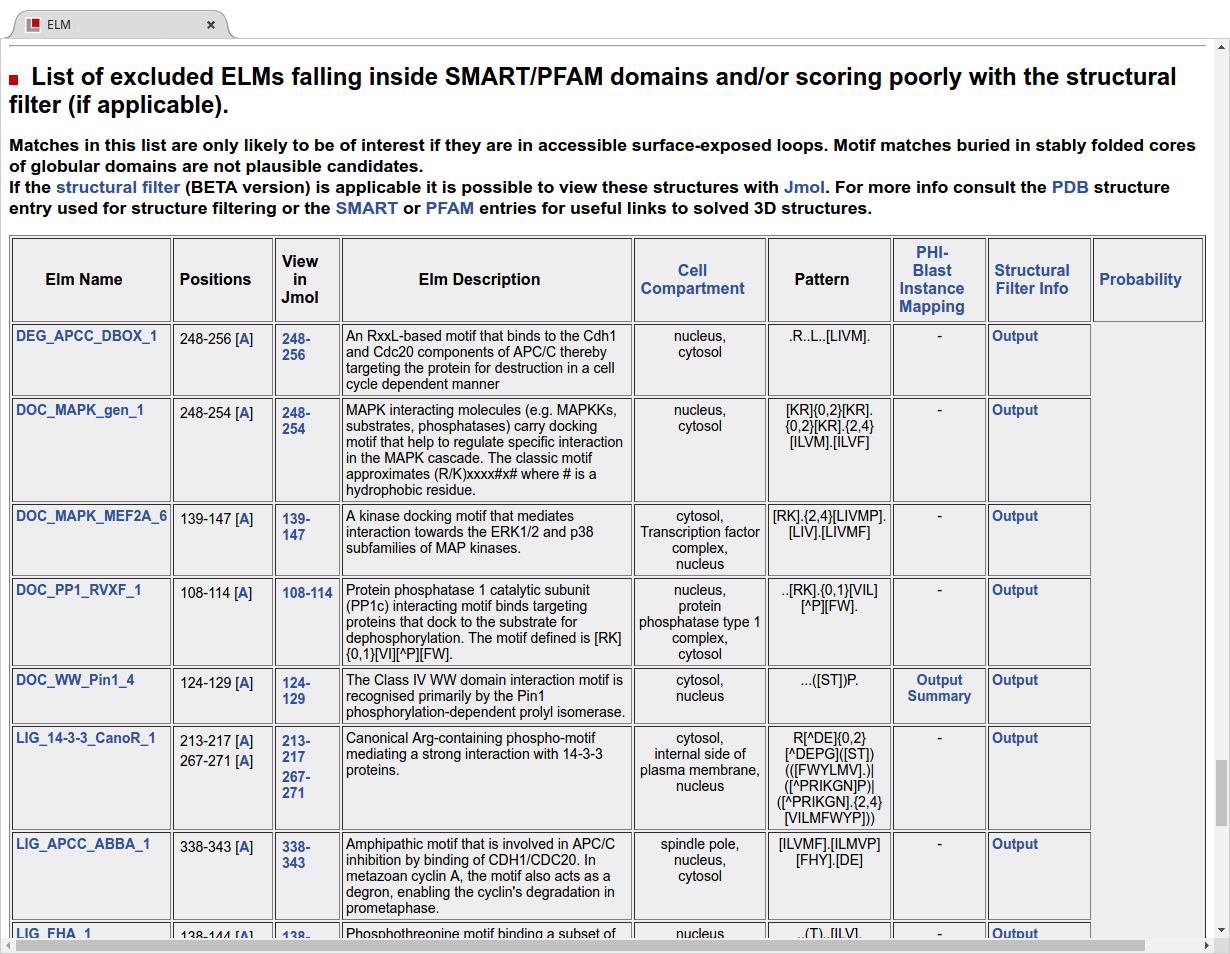 ELM
List of excluded ELMs falling inside SMART/PFAM domains and/or scoring poorly with the structural
filter (if applicable).
Matches in this list are only likely to be of interest if they are in accessible surface-exposed loops. Motif matches buried in stably folded cores
of globular domains are not plausible candidates.
If the structural filter (BETA version) is applicable it is possible to view these structures with Jmol. For more info consult the PDB structure
entry used for structure filtering or the SMART or PFAM entries for useful links to solved 3D structures.
Elm Name
Positions
View
in
Jmol
Elm Description
Cell
Compartment
Pattern
PHI-
Blast
Instance
Mapping
Structural
Filter Info
Probability
DEG_APCC_DBOX_1
248-256 [A]
248-
256
An RxxL-based motif that binds to the Cdh1
and Cdc20 components of APC/C thereby
targeting the protein for destruction in a cell
cycle dependent manner
nucleus,
cytosol
.R..L..[LIVM].
-
Output
DOC_MAPK_gen_1
248-254 [A]
248-
254
MAPK interacting molecules (e.g. MAPKKs,
substrates, phosphatases) carry docking
motif that help to regulate specific interaction
in the MAPK cascade. The classic motif
approximates (R/K)xxxx#x# where # is a
hydrophobic residue.
nucleus,
cytosol
[KR]{0,2}[KR].
{0,2}[KR].{2,4}
[ILVM].[ILVF]
-
Output
DOC_MAPK_MEF2A_6
139-147 [A]
139-
147
A kinase docking motif that mediates
interaction towards the ERK1/2 and p38
subfamilies of MAP kinases.
cytosol,
Transcription factor
complex,
nucleus
[RK].{2,4}[LIVMP].
[LIV].[LIVMF]
-
Output
DOC_PP1_RVXF_1
108-114 [A]
108-114
Protein phosphatase 1 catalytic subunit
(PP1c) interacting motif binds targeting
proteins that dock to the substrate for
dephosphorylation. The motif defined is [RK]
{0,1}[VI][^P][FW].
nucleus,
protein
phosphatase type 1
complex,
cytosol
..[RK].{0,1}[VIL]
[^P][FW].
-
Output
DOC_WW_Pin1_4
124-129 [A]
124-
129
The Class IV WW domain interaction motif is
recognised primarily by the Pin1
phosphorylation-dependent prolyl isomerase.
cytosol,
nucleus
...([ST])P.
Output
Summary
Output
LIG_14-3-3_CanoR_1
213-217 [A]
267-271 [A]
213-
217
267-
271
Canonical Arg-containing phospho-motif
mediating a strong interaction with 14-3-3
proteins.
cytosol,
internal side of
plasma membrane,
nucleus
R[^DE]{0,2}
[^DEPG]([ST])
(([FWYLMV].)|
([^PRIKGN]P)|
([^PRIKGN].{2,4}
[VILMFWYP]))
-
Output
LIG_APCC_ABBA_1
338-343 [A]
338-
343
Amphipathic motif that is involved in APC/C
inhibition by binding of CDH1/CDC20. In
metazoan cyclin A, the motif also acts as a
degron, enabling the cyclin's degradation in
prometaphase.
spindle pole,
nucleus,
cytosol
[ILVMF].[ILMVP]
[FHY].[DE]
-
Output
LIG_FHA_1
138-144 [A]
138-
Phosphothreonine motif binding a subset of
nucleus
..(T)..[ILV].
-
Output